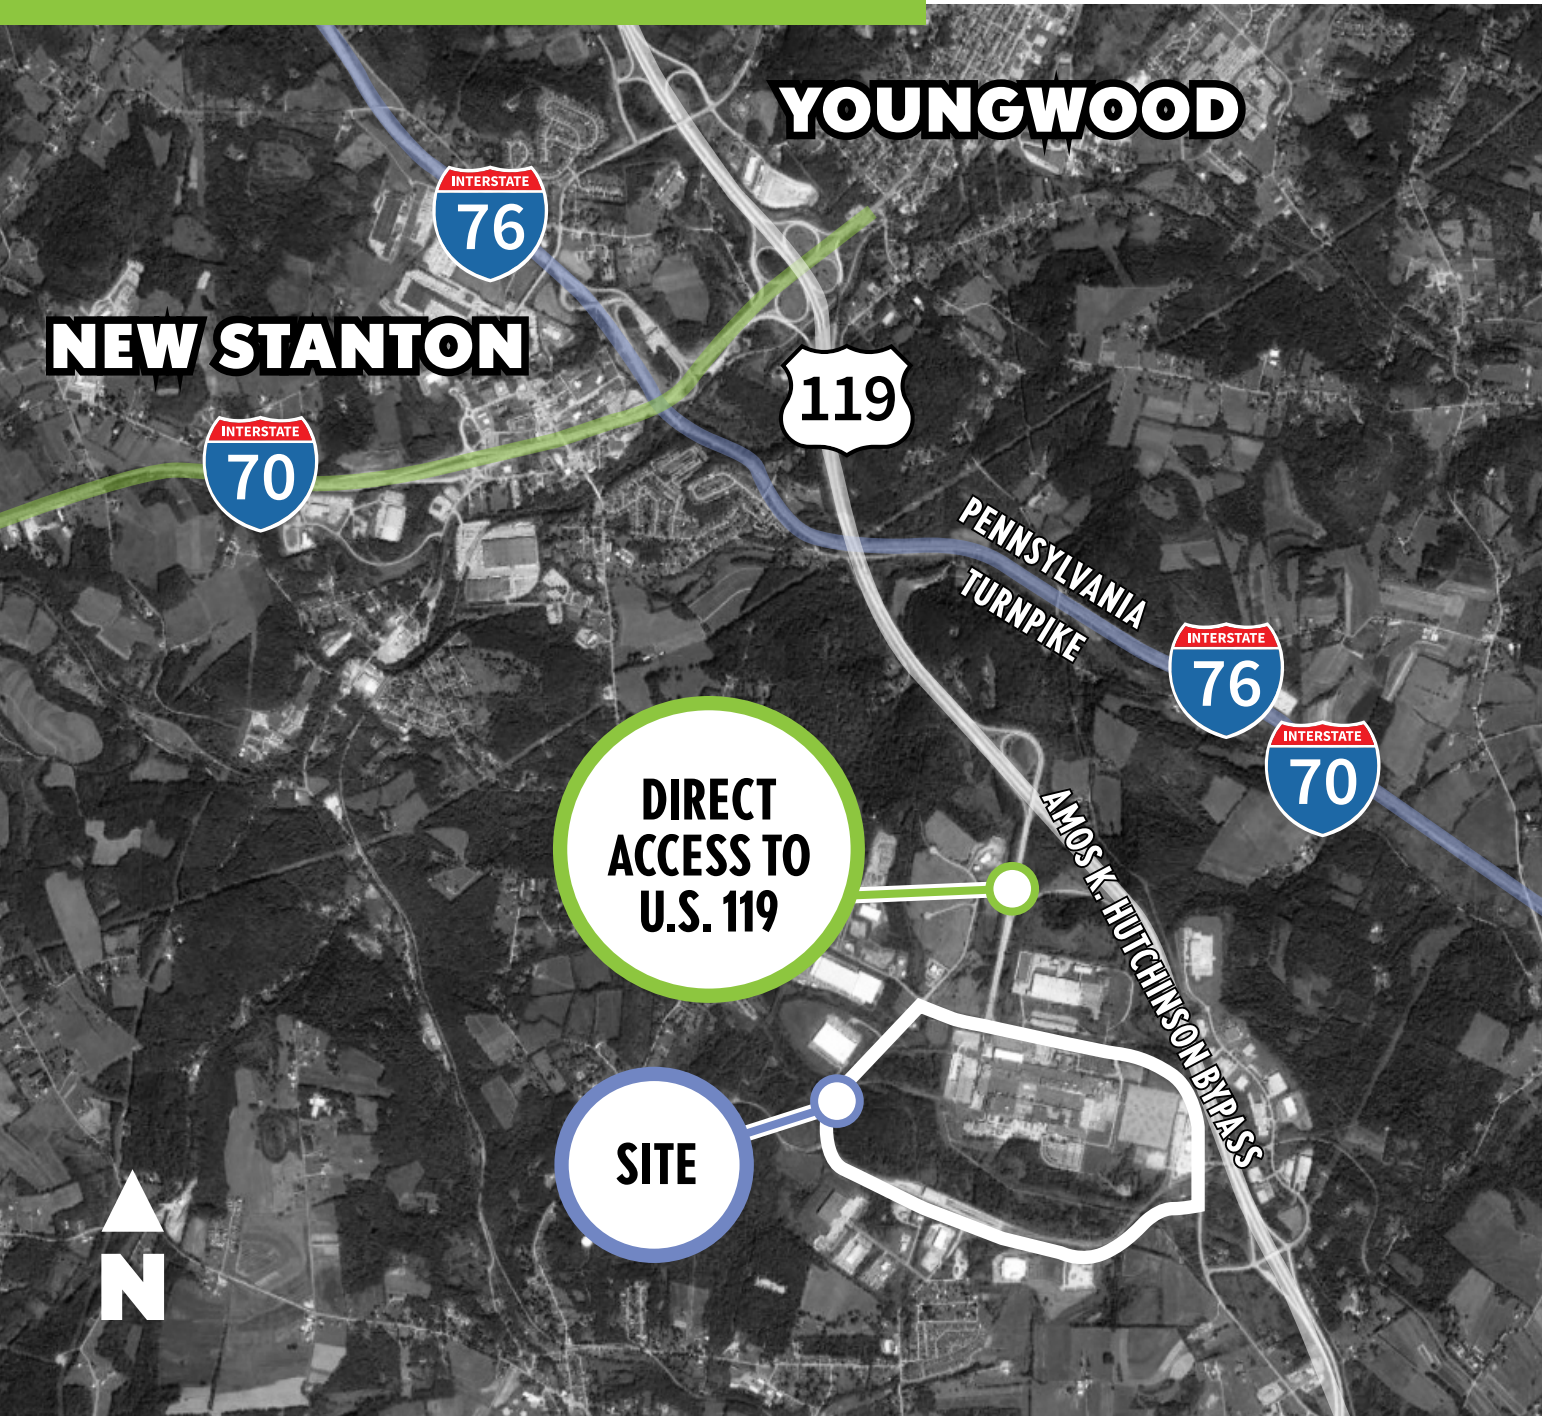 YOUNGWOOD
INTERSTATE
76
NEW STANTON
119
INTERSTATE
70
PENNSYLVANIA
TURNPIKE
INTERSTATE
76
INTERSTATE
70
DIRECT
ACCESS TO
U.S. 119
AMOS K. HUTCHINSON BYPASS
SITE
N